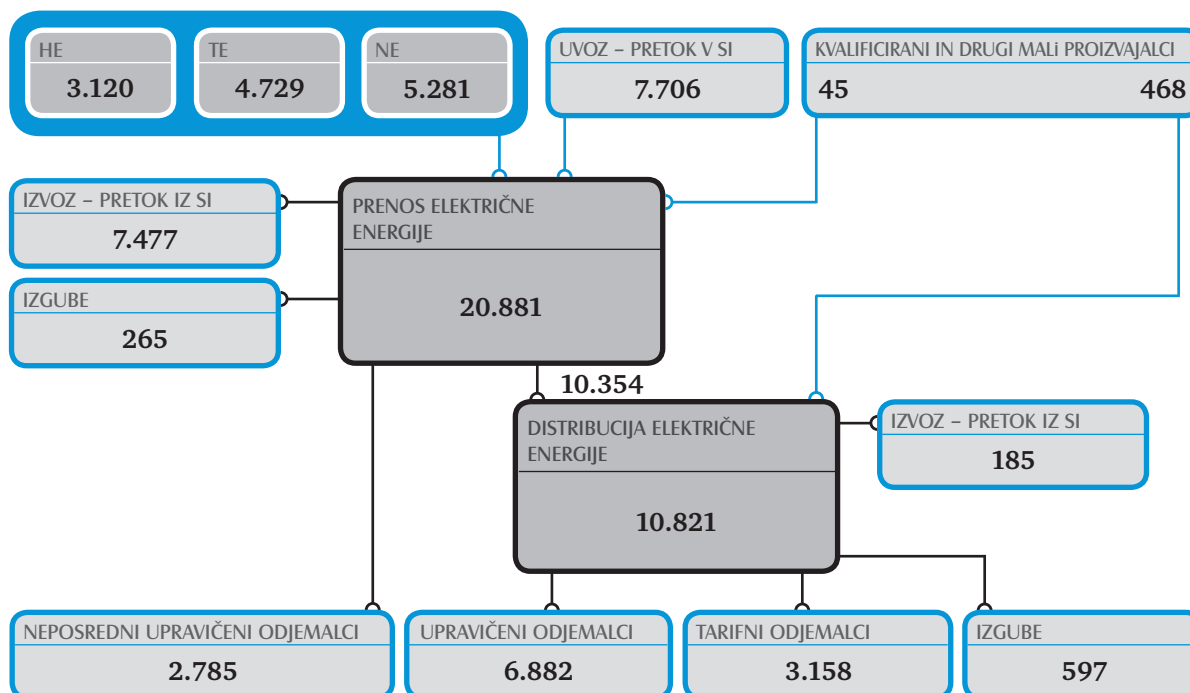 HE
3.120
TE
4.729
NE
5.281
UVOZ – PRETOK V SI
7.706
KVALIFICIRANI IN DRUGI MALi PROIZVAJALCI
45 468
IZVOZ – PRETOK IZ SI
7.477
PRENOS ELEKTRIČNE
ENERGIJE
20.881
IZGUBE
265
10.354
DISTRIBUCIJA ELEKTRIČNE
ENERGIJE
10.821
IZVOZ – PRETOK IZ SI
185
NEPOSREDNI UPRAVIČENI ODJEMALCI
2.785
UPRAVIČENI ODJEMALCI
6.882
TARIFNI ODJEMALCI
3.158
IZGUBE
597